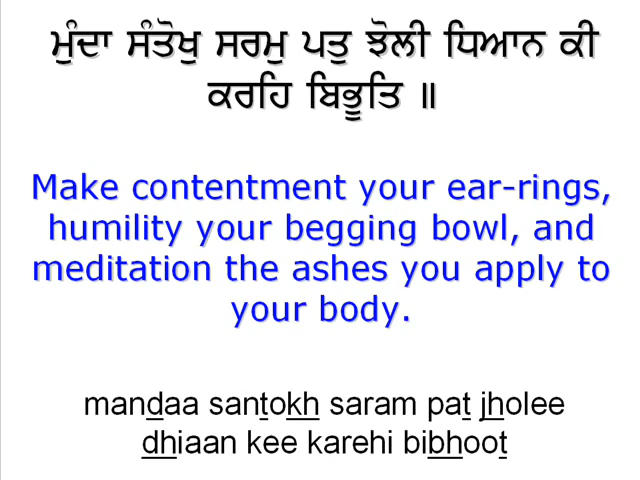 ਮੁੰਦਾ ਸੰਤੋਖੁ ਸਰਮੁ ਪਤੁ ਝੋਲੀ ਧਿਆਨ ਕੀ
ਕਰਹਿ ਬਿਭੂਤਿ ॥
Make contentment your ear-rings,
humility your begging bowl, and
meditation the ashes you apply to
your body.
mandaa santokh saram pat jholee
dhiaan kee karehi bibhoot